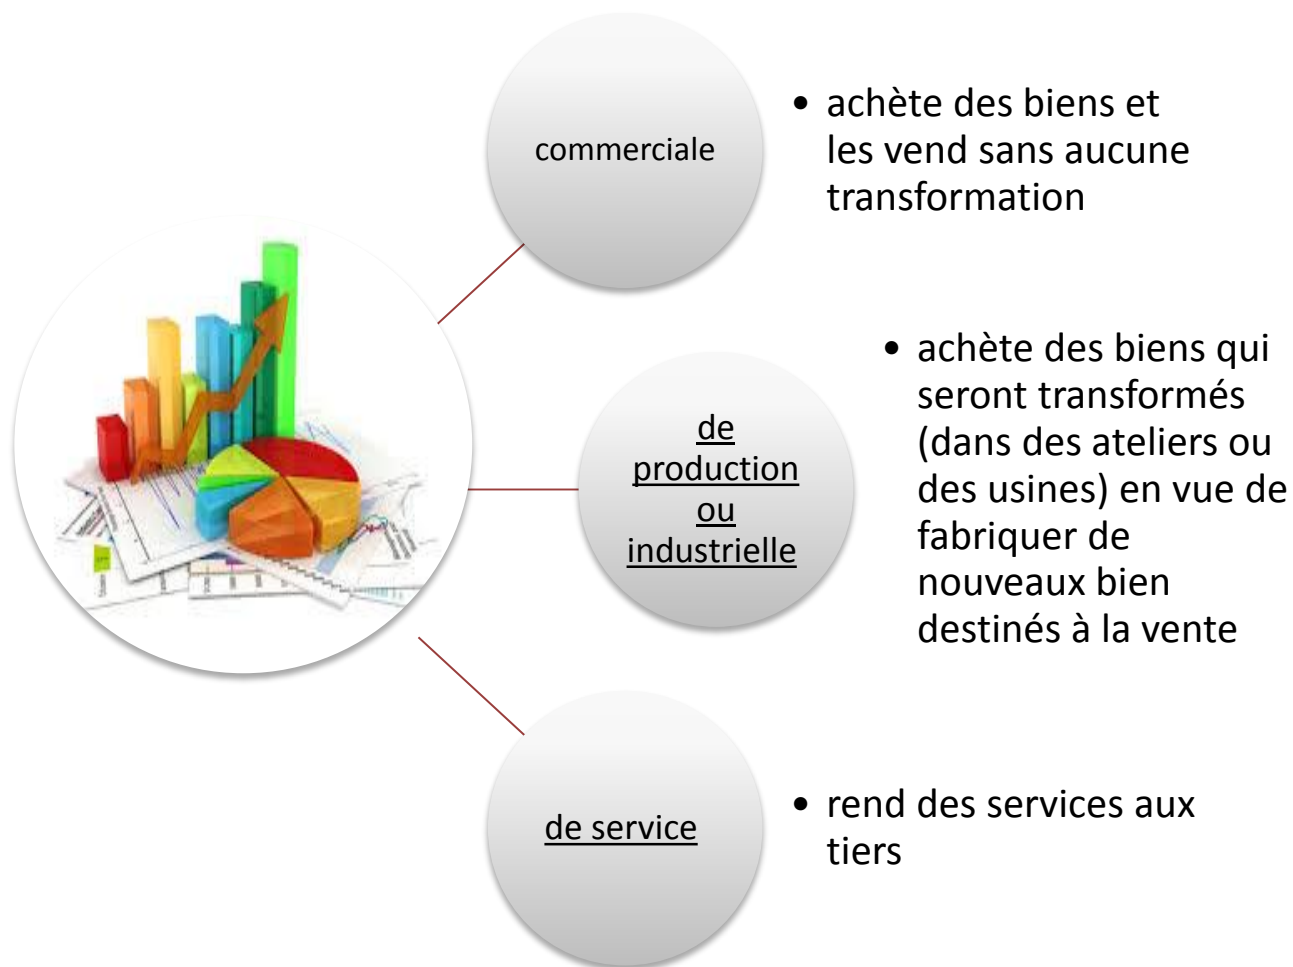 commerciale
• achète des biens et
les vend sans aucune
transformation
de
production
ou
industrielle
• achète des biens qui
seront transformés
(dans des ateliers ou
des usines) en vue de
fabriquer de
nouveaux bien
destinés à la vente
de service
• rend des services aux
tiers